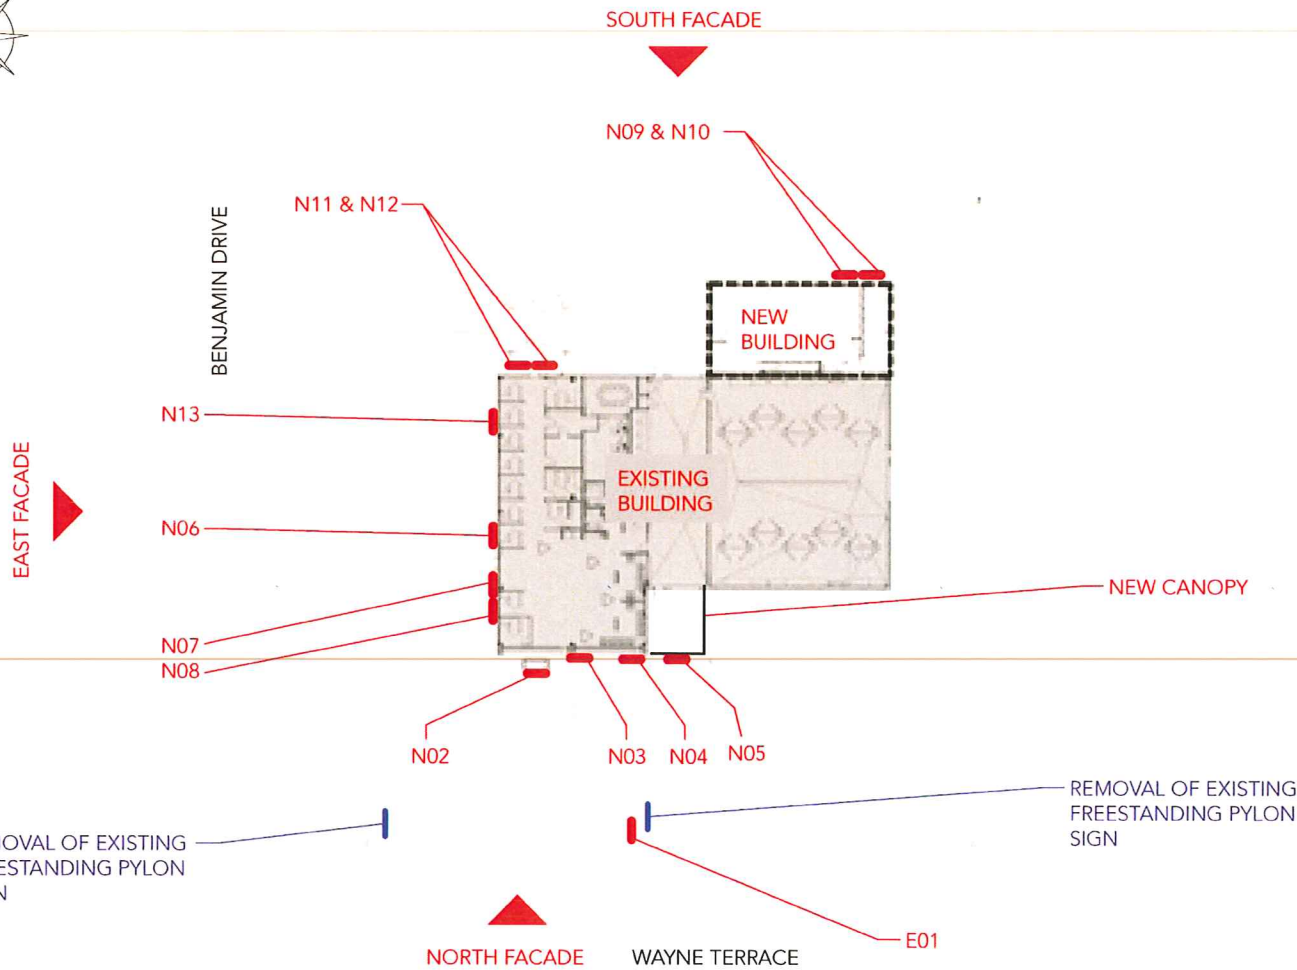 SOUTH FACADE
N09 & N10
N11 & N12
BENJAMIN DRIVE
NEW
BUILDING
N13
EXISTING
BUILDING
EAST FACADE
N06
NEW CANOPY
N07
N08
N02
N03
N04
N05
REMOVAL OF EXISTING
FREESTANDING PYLON
SIGN
OVAL OF EXISTING
ESTANDING PYLON
N
E01
NORTH FACADE
WAYNE TERRACE